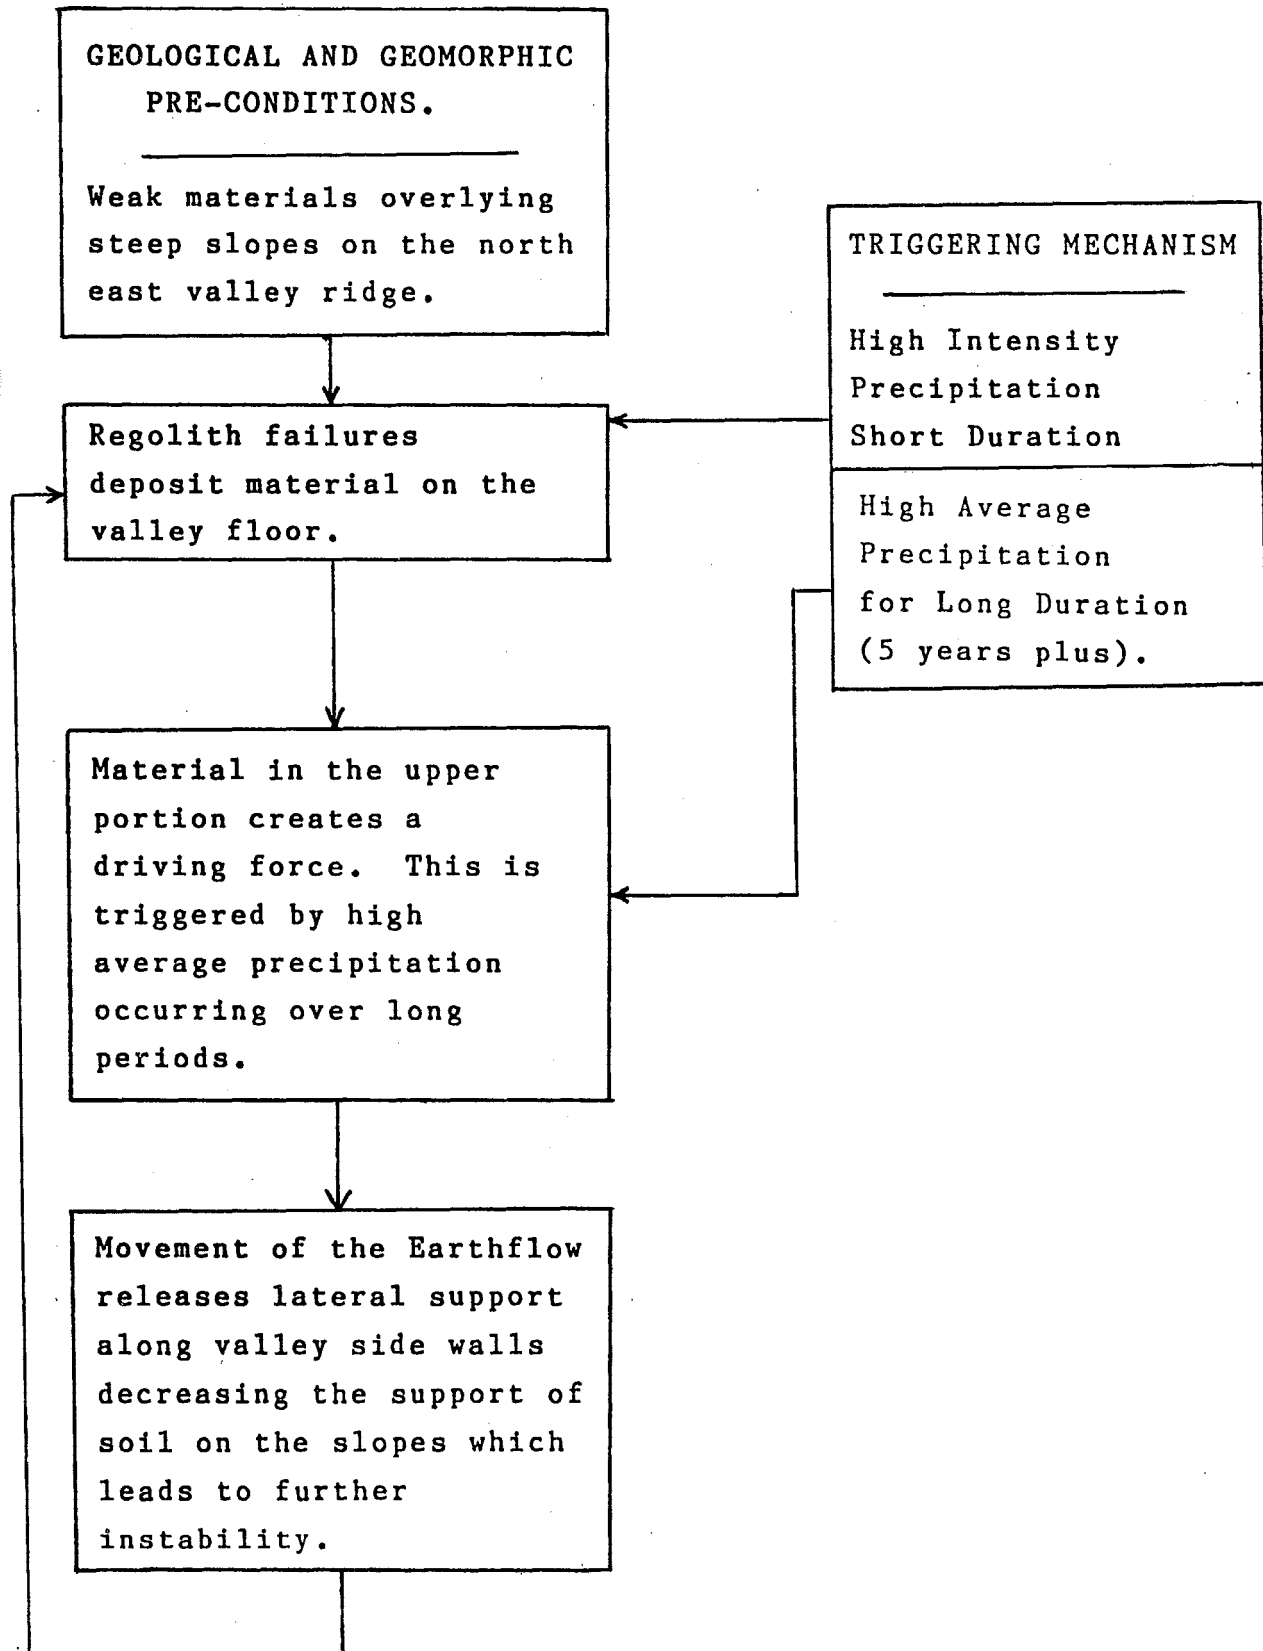 GEOLOGICAL AND GEOMORPHIC
PRE-CONDITIONS.
Weak materials overlying
steep slopes on the north
east valley ridge.
TRIGGERING MECHANISM
High Intensity
Precipitation
Short Duration
High Average
Precipitation
for Long Duration
(5 years plus).
Regolith failures
deposit material on the
valley floor.
Material in the upper
portion creates a
driving force. This is
triggered by high
average precipitation
occurring over long
periods.
Movement of the Earthflow
releases lateral support
along valley side walls
decreasing the support of
soil on the slopes which
leads to further
instability.